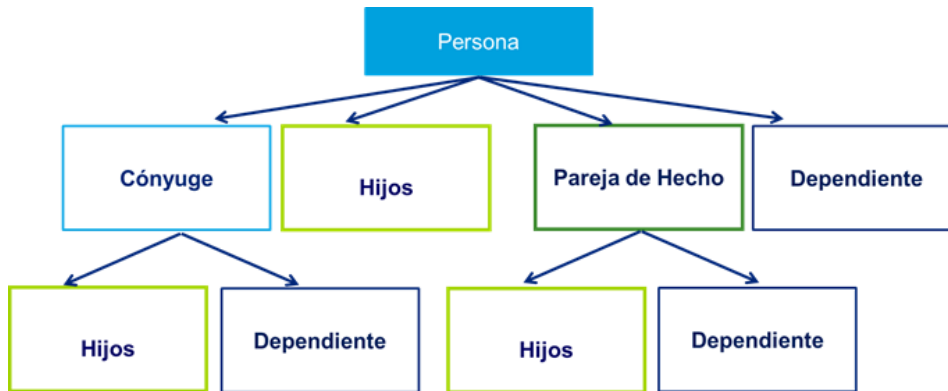 Persona
Cónyuge
Hijos
Pareja de Hecho
Dependiente
Hijos
Dependiente
Hijos
Dependiente